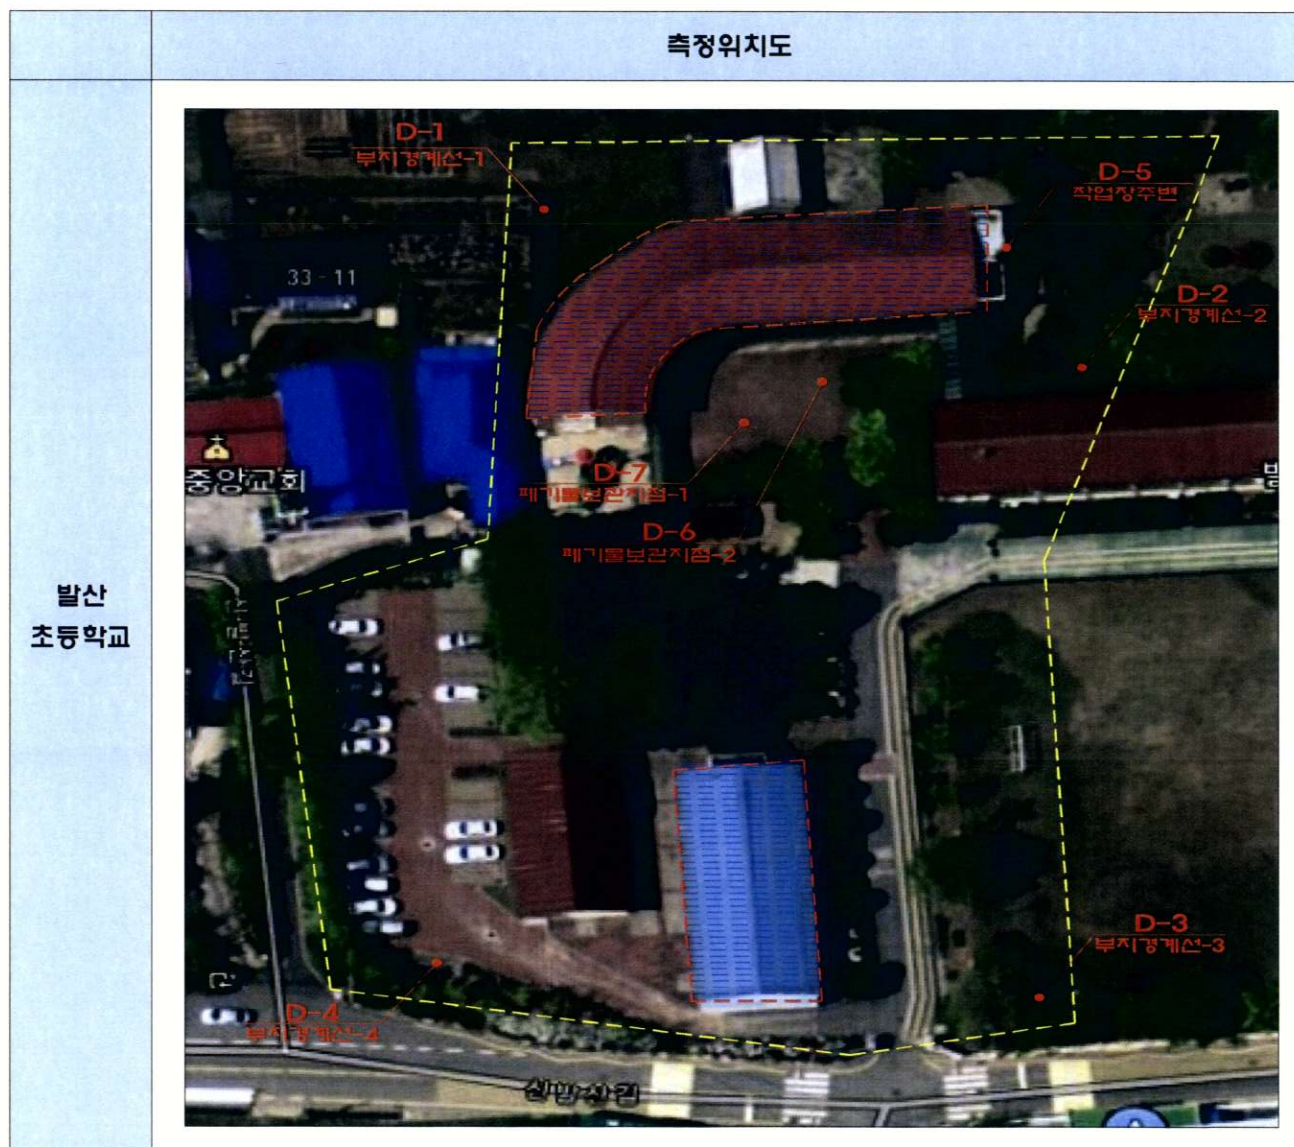 측정위치도
발산
초등학교
D-1
부지경계선-1
D-5
작업장주변
D-2
부지경계선-2
33-11
중앙교회
D-7
폐기물보관지점-1
D-6
폐기물보관지점-2
D-3
부지경계선-3
D-4
부지경계선-4